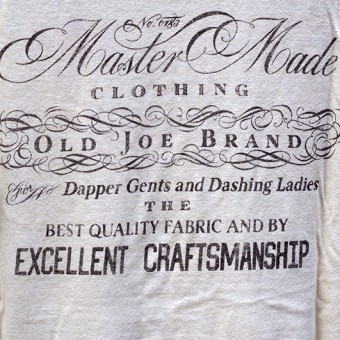 Master Made
CLOTHING
OLD JOE BRAND
For Dapper Gents and Dashing Ladies
THE
BEST QUALITY FABRIC AND BY
EXCELLENT CRAFTSMANSHIP